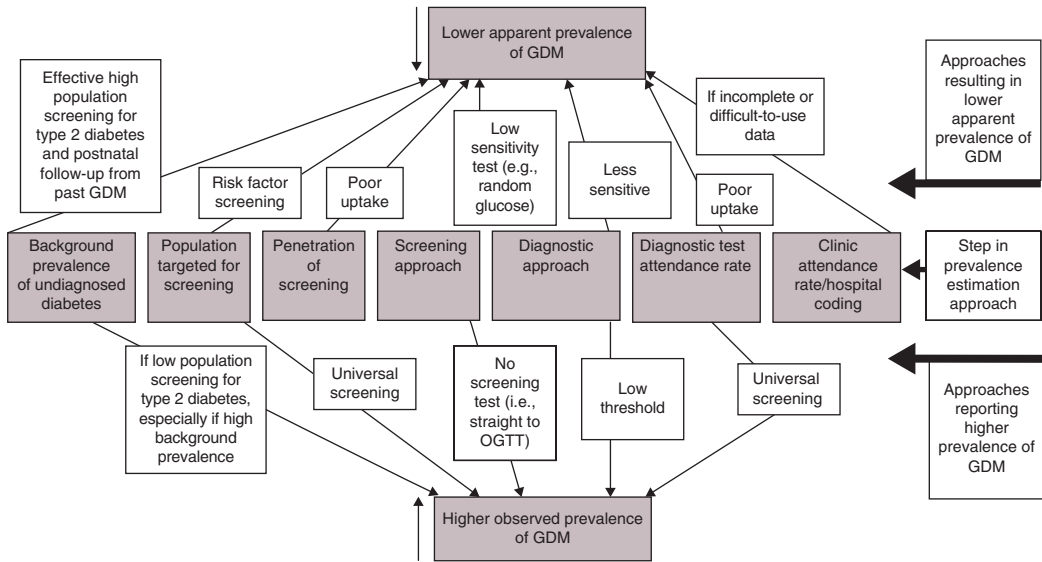 Lower apparent prevalence
of GDM
Effective high
population
screening for
type 2 diabetes
and postnatal
follow-up from
past GDM
Risk factor
screening
Poor
uptake
Low
sensitivity
test (e.g.,
random
glucose)
Less
sensitive
Poor
uptake
If incomplete or
difficult-to-use
data
Approaches
resulting in
lower
apparent
prevalence
of GDM
Background
prevalence
of undiagnosed
diabetes
Population
targeted for
screening
Penetration
of
screening
Screening
approach
Diagnostic
approach
Diagnostic test
attendance rate
Clinic
attendance
rate/hospital
coding
Step in
prevalence
estimation
approach
If low population
screening for
type 2 diabetes,
especially if high
background
prevalence
Universal
screening
No
screening
test (i.e.,
straight to
OGTT)
Low
threshold
Universal
screening
Approaches
reporting
higher
prevalence of
GDM
Higher observed prevalence
of GDM